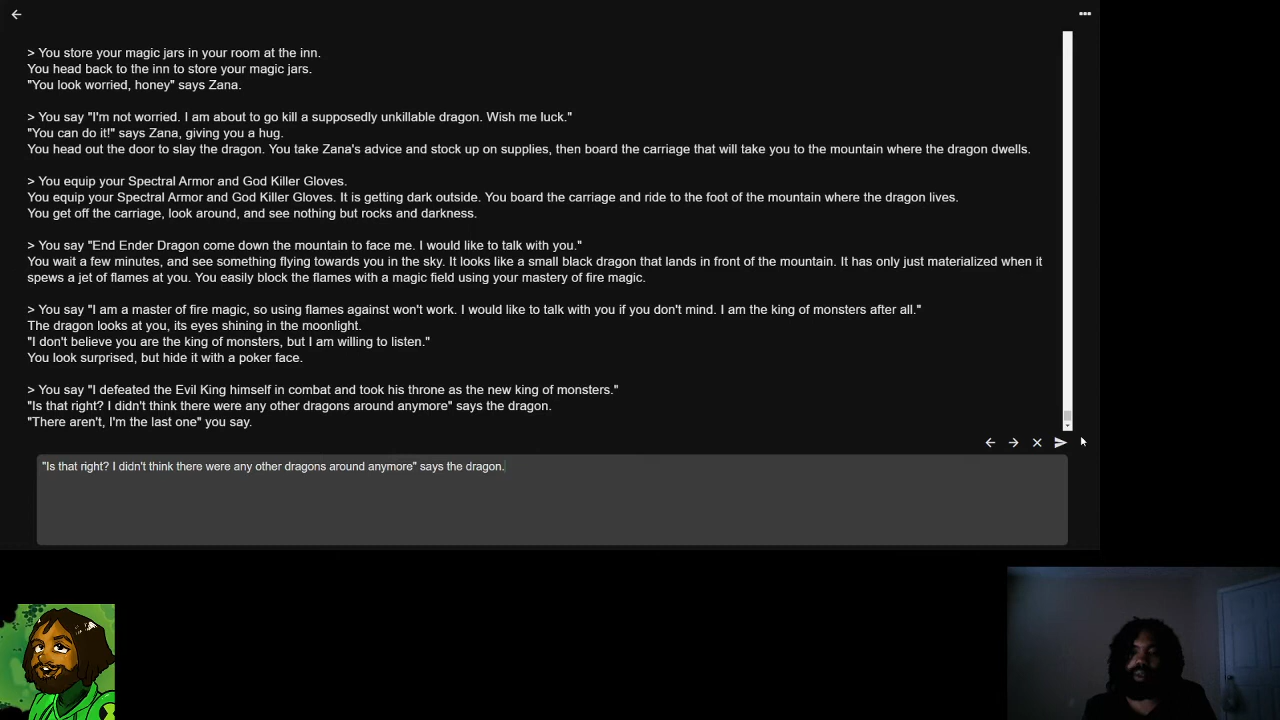 > You store your magic jars in your room at the inn.
You head back to the inn to store your magic jars.
"You look worried, honey" says Zana.
> You say "I'm not worried. I am about to go kill a supposedly unkillable dragon. Wish me luck."
"You can do it!" says Zana, giving you a hug.
You head out the door to slay the dragon. You take Zana's advice and stock up on supplies, then board the carriage that will take you to the mountain where the dragon dwells.
> You equip your Spectral Armor and God Killer Gloves.
You equip your Spectral Armor and God Killer Gloves. It is getting dark outside. You board the carriage and ride to the foot of the mountain where the dragon lives.
You get off the carriage, look around, and see nothing but rocks and darkness.
> You say "End Ender Dragon come down the mountain to face me. I would like to talk with you."
You wait a few minutes, and see something flying towards you in the sky. It looks like a small black dragon that lands in front of the mountain. It has only just materialized when it
spews a jet of flames at you. You easily block the flames with a magic field using your mastery of fire magic.
> You say "I am a master of fire magic, so using flames against won't work. I would like to talk with you if you don't mind. I am the king of monsters after all."
The dragon looks at you, its eyes shining in the moonlight.
"I don't believe you are the king of monsters, but I am willing to listen."
You look surprised, but hide it with a poker face.
> You say "I defeated the Evil King himself in combat and took his throne as the new king of monsters."
"Is that right? I didn't think there were any other dragons around anymore" says the dragon.
"There aren't, I'm the last one" you say.
"Is that right? I didn't think there were any other dragons around anymore" says the dragon.